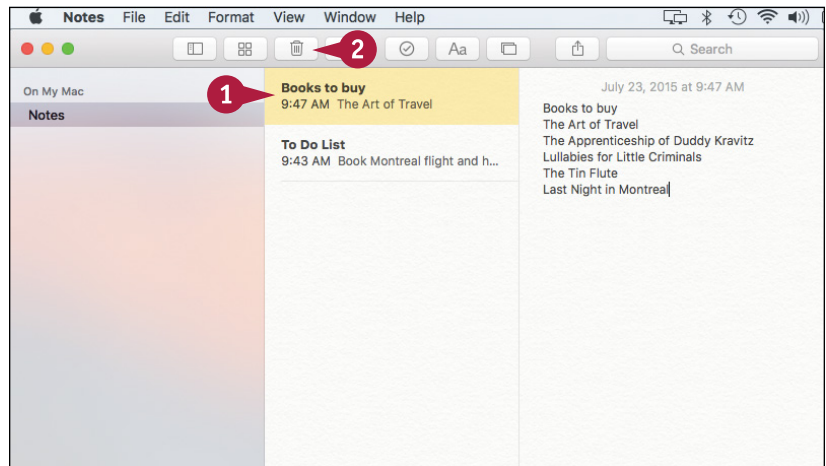 Notes File Edit Format View Window Help
2
Aa
Search
On My Mac
Notes
1
Books to buy
9:47 AM The Art of Travel
To Do List
9:43 AM Book Montreal flight and h...
July 23, 2015 at 9:47 AM
Books to buy
The Art of Travel
The Apprenticeship of Duddy Kravitz
Lullabies for Little Criminals
The Tin Flute
Last Night in Montreal